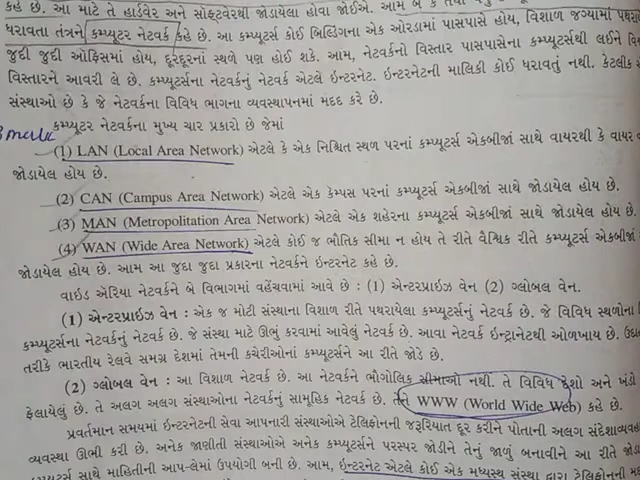 કહે છે. આ માટે તે હાર્ડવેર અને સોફ્ટવેરથી જોડાયેલા હોવા જોઈએ. આમ બે કે
ધરાવતા તંત્રને કમ્પ્યુટર નેટવર્ક કહે છે. આ કમ્પ્યુટર્સ કોઈ બિલ્ડિંગના એક ઓરડામાં પાસપાસે હોય, વિશાળ જગ્યામાં
જુદી જુદી ઓફિસમાં હોય, દૂરદૂરનાં સ્થળે પણ હોઈ શકે. આમ, નેટવર્કનો વિસ્તાર પાસપાસેના કમ્પ્યુટર્સથી લઈને
વિસ્તારને આવરી લે છે. કમ્પ્યુટર્સના નેટવર્કનું નેટવર્ક એટલે ઇન્ટરનેટ. ઇન્ટરનેટની માલિકી કોઈ ધરાવતું નથી. કેટલીક
સંસ્થાઓ છે કે જે નેટવર્કના વિવિધ ભાગના વ્યવસ્થાપનમાં મદદ કરે છે.
કમ્પ્યુટર નેટવર્કના મુખ્ય ચાર પ્રકારો છે જેમાં
(1) LAN (Local Area Network) એટલે કે એક નિશ્ચિત સ્થળ પરનાં કમ્પ્યુટર્સ એકબીજાં સાથે વાયરથી કે વાયર
જોડાયેલ હોય છે.
(2) CAN (Campus Area Network) એટલે એક કેમ્પસ પરનાં કમ્પ્યુટર્સ એકબીજાં સાથે જોડાયેલ હોય છે.
(3) MAN (Metropolitation Area Network) એટલે એક શહેરના કમ્પ્યુટર્સ એકબીજાં સાથે જોડાયેલ હોય છે.
(4) WAN (Wide Area Network) એટલે કોઈ જ ભૌતિક સીમા ન હોય તે રીતે વૈશ્વિક રીતે કમ્પ્યુટર્સ એકબીજાં
જોડાયેલ હોય છે. આમ આ જુદા જુદા પ્રકારના નેટવર્કને ઇન્ટરનેટ કહે છે.
વાઇડ એરિયા નેટવર્કને બે વિભાગમાં વહેંચવામાં આવે છે : (1) એન્ટરપ્રાઇઝ વેન (2) ગ્લોબલ વેન.
(1) એન્ટરપ્રાઇઝ વેન : એક જ મોટી સંસ્થાના વિશાળ રીતે પથરાયેલા કમ્પ્યુટર્સનું નેટવર્ક છે. જે વિવિધ સ્થળોના
કમ્પ્યુટર્સના નેટવર્કનું નેટવર્ક છે. જે સંસ્થા માટે ઊભું કરવામાં આવેલું નેટવર્ક છે. આવા નેટવર્ક ઇન્ટ્રાનેટથી ઓળખાય છે.
તરીકે ભારતીય રેલવે સમગ્ર દેશમાં તેમની કચેરીઓનાં કમ્પ્યુટર્સને આ રીતે જોડે છે.
(2) ગ્લોબલ વેન : આ વિશાળ નેટવર્ક છે. આ નેટવર્કને ભૌગોલિક સીમાઓ નથી. તે વિવિધ દેશો અને
ફેલાયેલું છે. તે અલગ અલગ સંસ્થાઓના નેટવર્કનું સામૂહિક નેટવર્ક છે. તેને WWW (World Wide Web) કહે છે.
પ્રવર્તમાન સમયમાં ઇન્ટરનેટની સેવા આપનારી સંસ્થાઓએ ટેલિફોનની જરૂરિયાત દૂર કરીને પોતાની અલગ
વ્યવસ્થા ઊભી કરી છે. અનેક જાણીતી સંસ્થાઓએ અનેક કમ્પ્યુટર્સને પરસ્પર જોડી તેનું જાળું બનાવીને આ રીતે
સાથે માહિતીની આપ-લેમાં ઉપયોગી બની છે. આમ, ઇન્ટરનેટ એટલે કોઈ એક મધ્યસ્થ સંસ્થા દ્વારા ટેલિફોનની